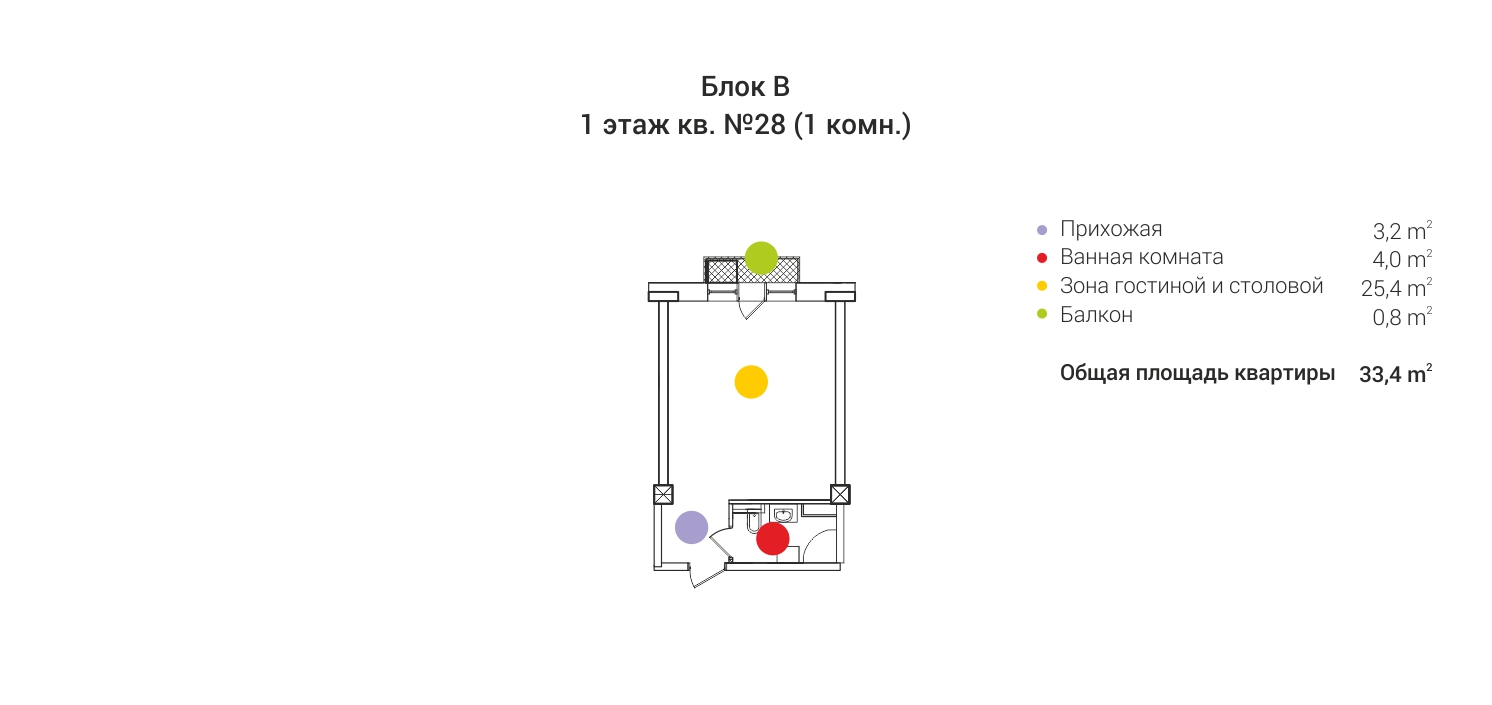 Блок В
1 этаж кв. №28 (1 комн.)
Прихожая 3,2 m²
Ванная комната 4,0 m²
Зона гостиной и столовой 25,4 m²
Балкон 0,8 m²
Общая площадь квартиры 33,4 m²